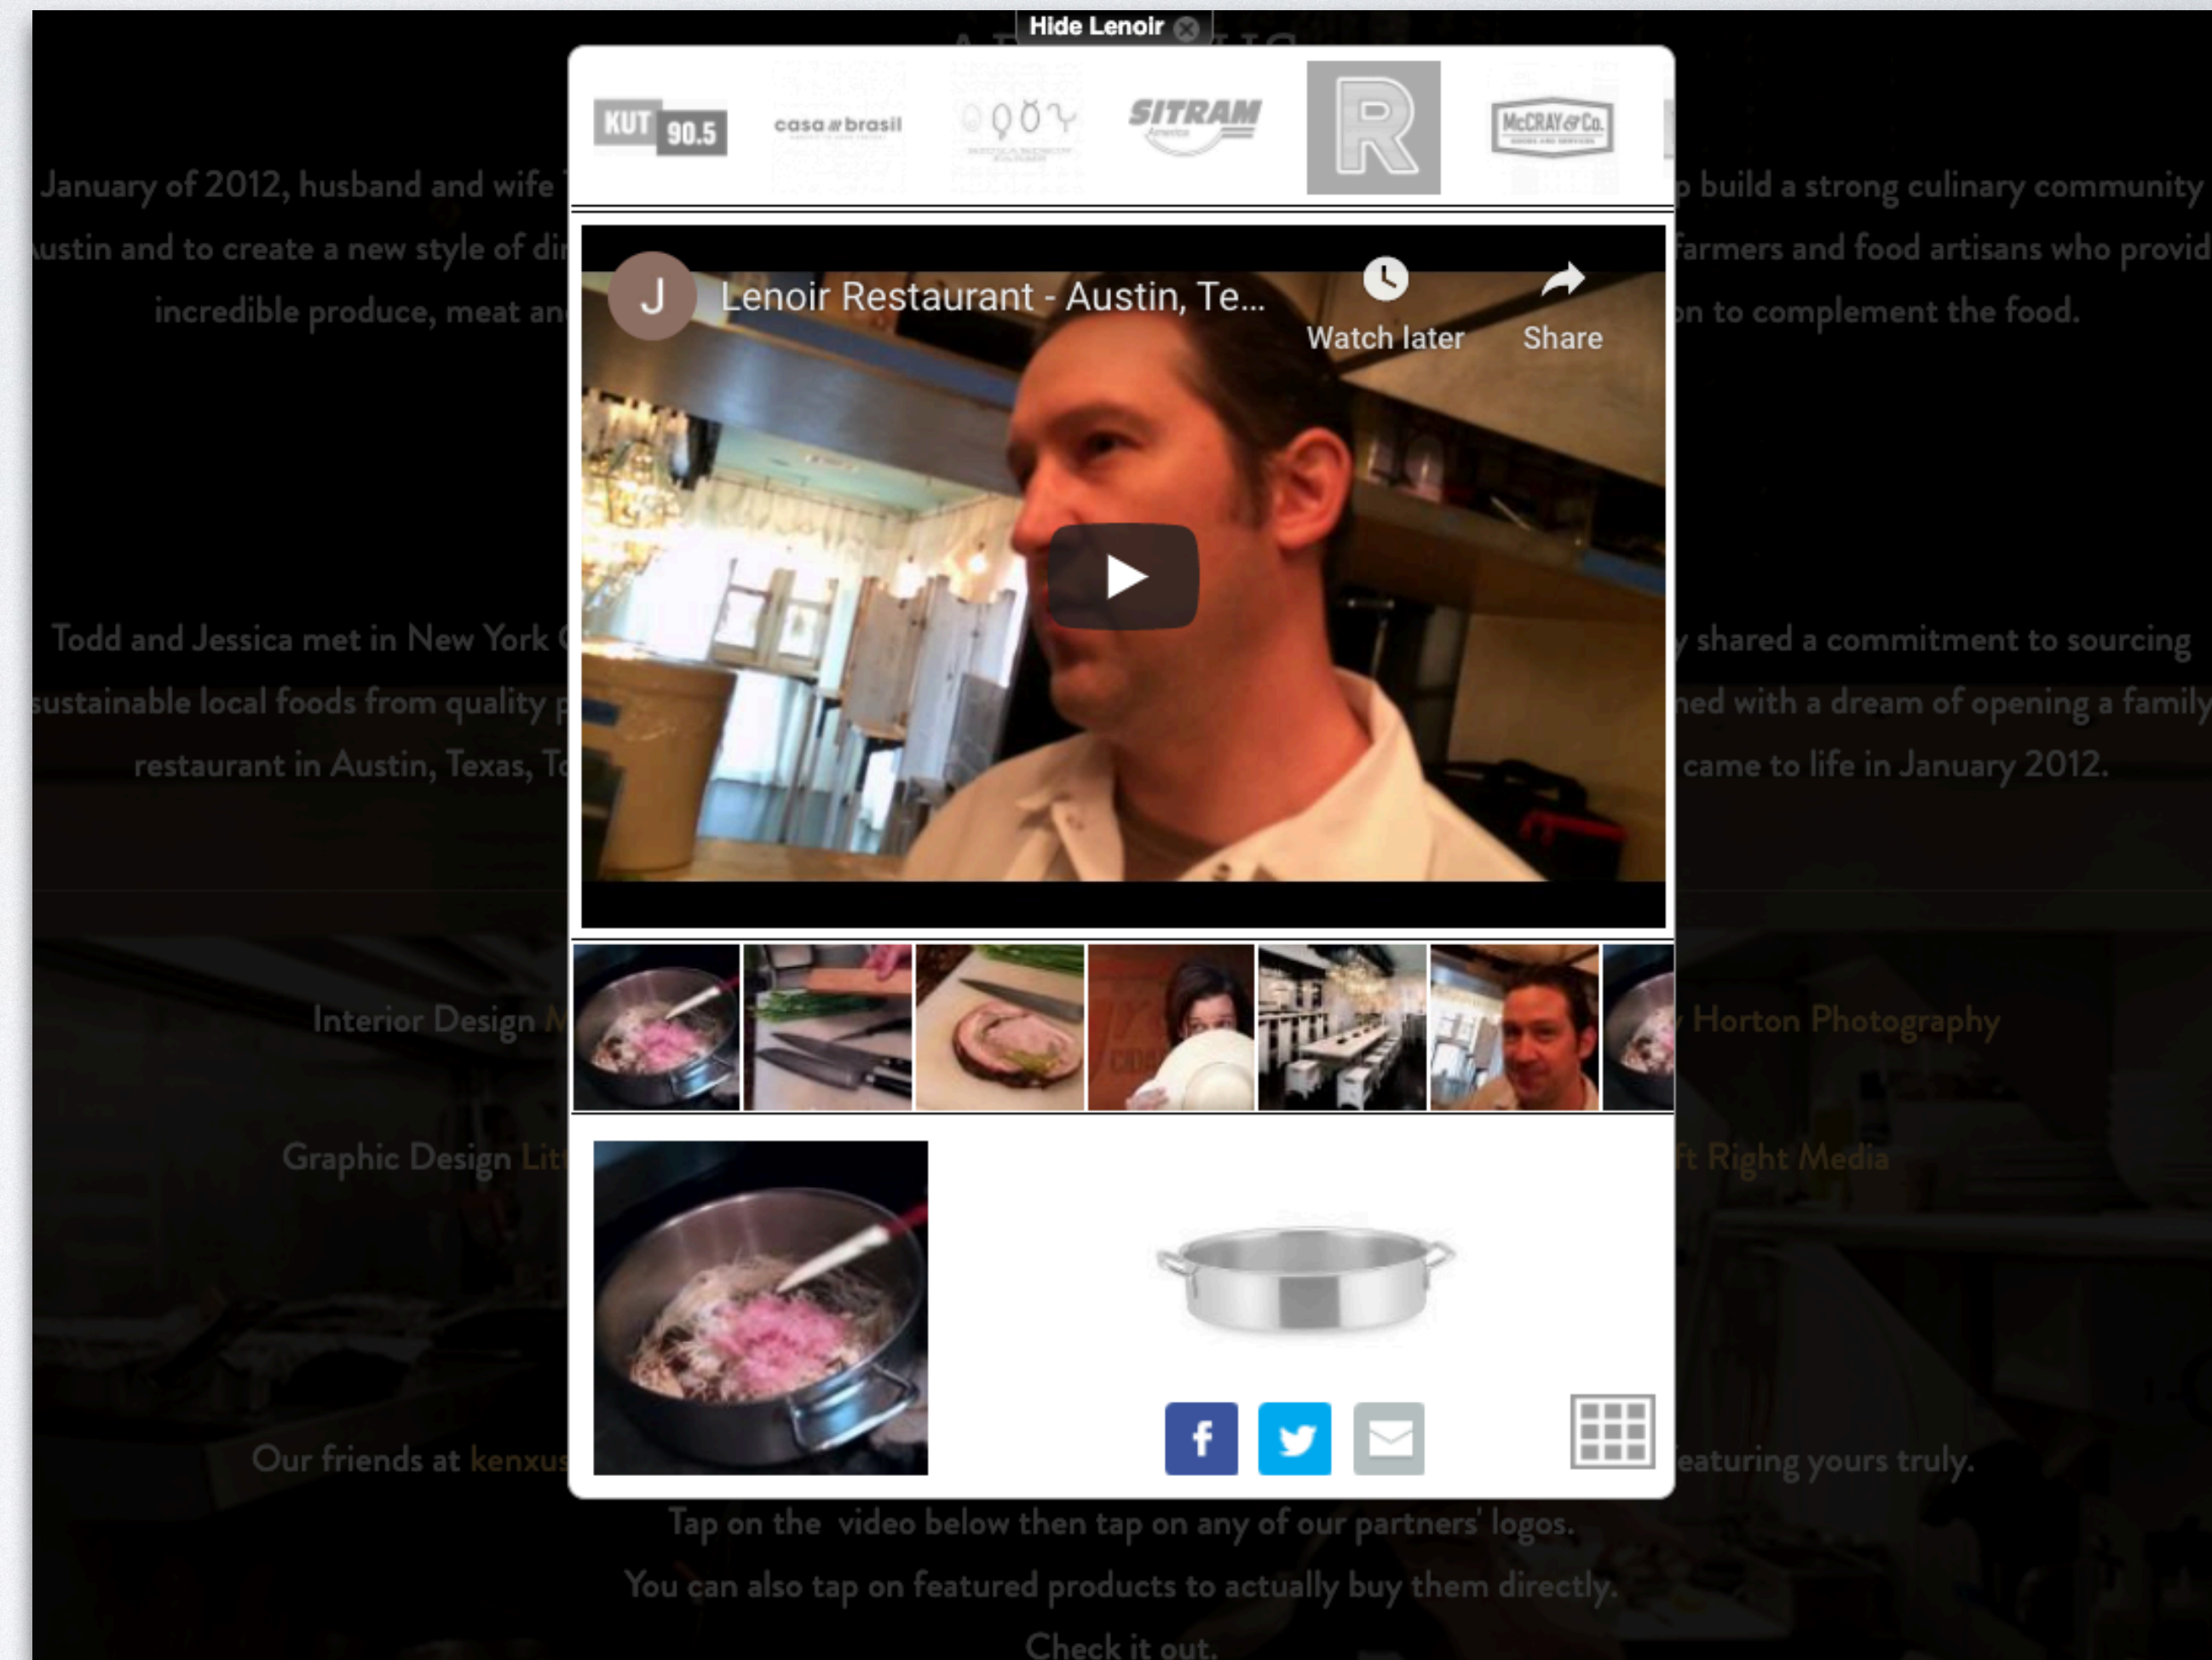 Hide Lenoir
KUT 90.5
casa brasil
SITRAM
America
R
McCRAY & Co.
GOODS AND SERVICES
January of 2012, husband and wife
build a strong culinary community
ustin and to create a new style of
farmers and food artisans who
incredible produce, meat
to complement the food.
J
Lenoir Restaurant - Austin, Te...
Watch later
Share
Todd and Jessica met in New York
shared a commitment to sourcing
sustainable local foods from quality
with a dream of opening a family
restaurant in Austin, Texas,
came to life in January 2012.
Interior Design
Horton Photography
Graphic Design
Right Media
Our friends at kenxus
eaturing yours truly.
Tap on the video below then tap on any of our partners' logos.
You can also tap on featured products to actually buy them directly.
Check it out.